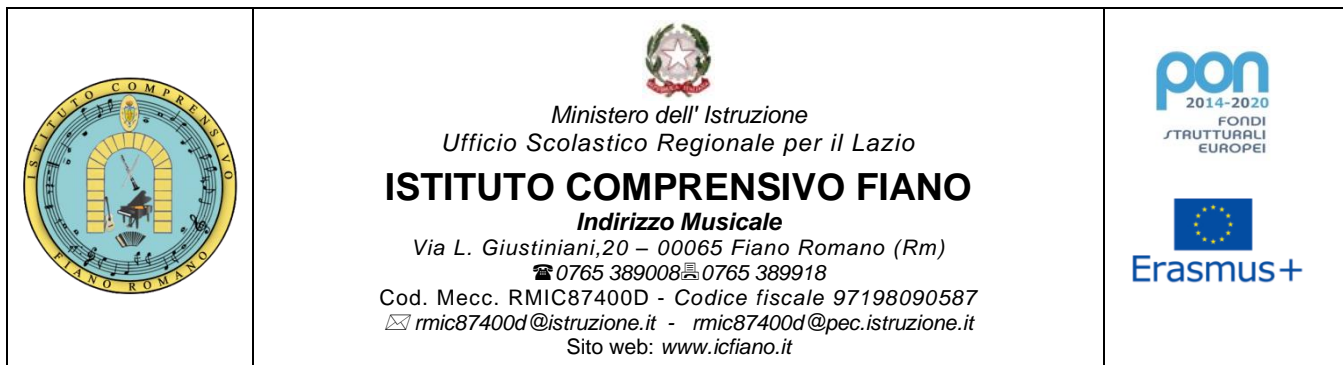 ISTITUTO COMPRENSIVO
FIANO ROMANO
Ministero dell' Istruzione
Ufficio Scolastico Regionale per il Lazio
ISTITUTO COMPRENSIVO FIANO
Indirizzo Musicale
Via L. Giustiniani,20 – 00065 Fiano Romano (Rm)
☎0765 389008 0765 389918
Cod. Mecc. RMIC87400D - Codice fiscale 97198090587
✉ rmic87400d@istruzione.it - rmic87400d@pec.istruzione.it
Sito web: www.icfiano.it
pon
2014-2020
FONDI
STRUTTURALI
EUROPEI
Erasmus+